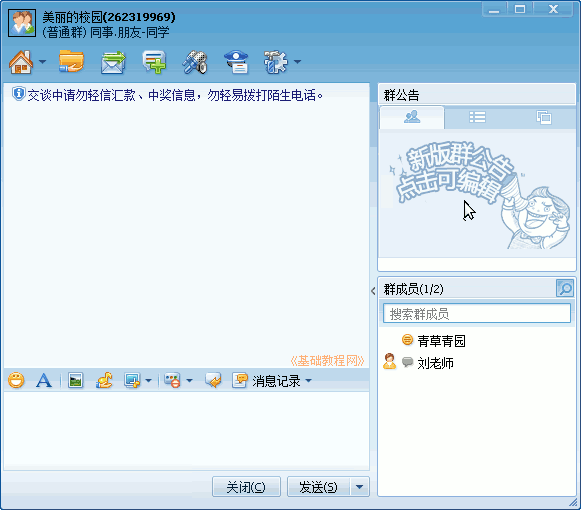 美丽的校园(262319969)
(普通群) 同事.朋友-同学
交谈中请勿轻信汇款、中奖信息，勿轻易拨打陌生电话。
《基础教程网》
消息记录
关闭(C)
发送(S)
群公告
新版群公告
点击可编辑
群成员(1/2)
搜索群成员
青草青园
刘老师